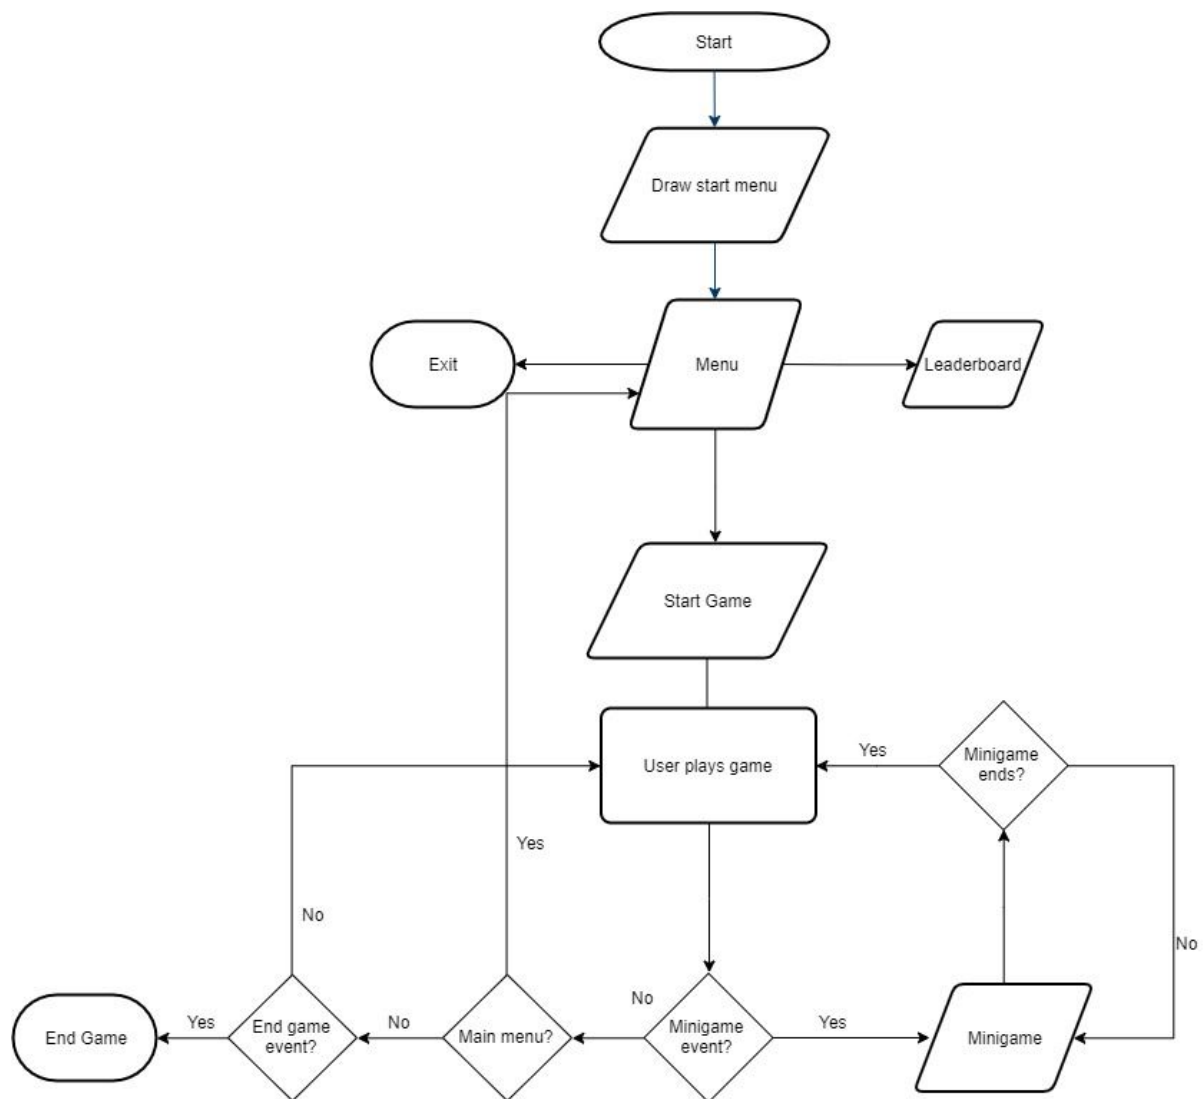 Start
Draw start menu
Exit
Menu
Leaderboard
Start Game
User plays game
Yes
Minigame
ends?
Yes
No
No
End Game
Yes
End game
event?
No
Main menu?
No
Minigame
event?
Yes
Minigame